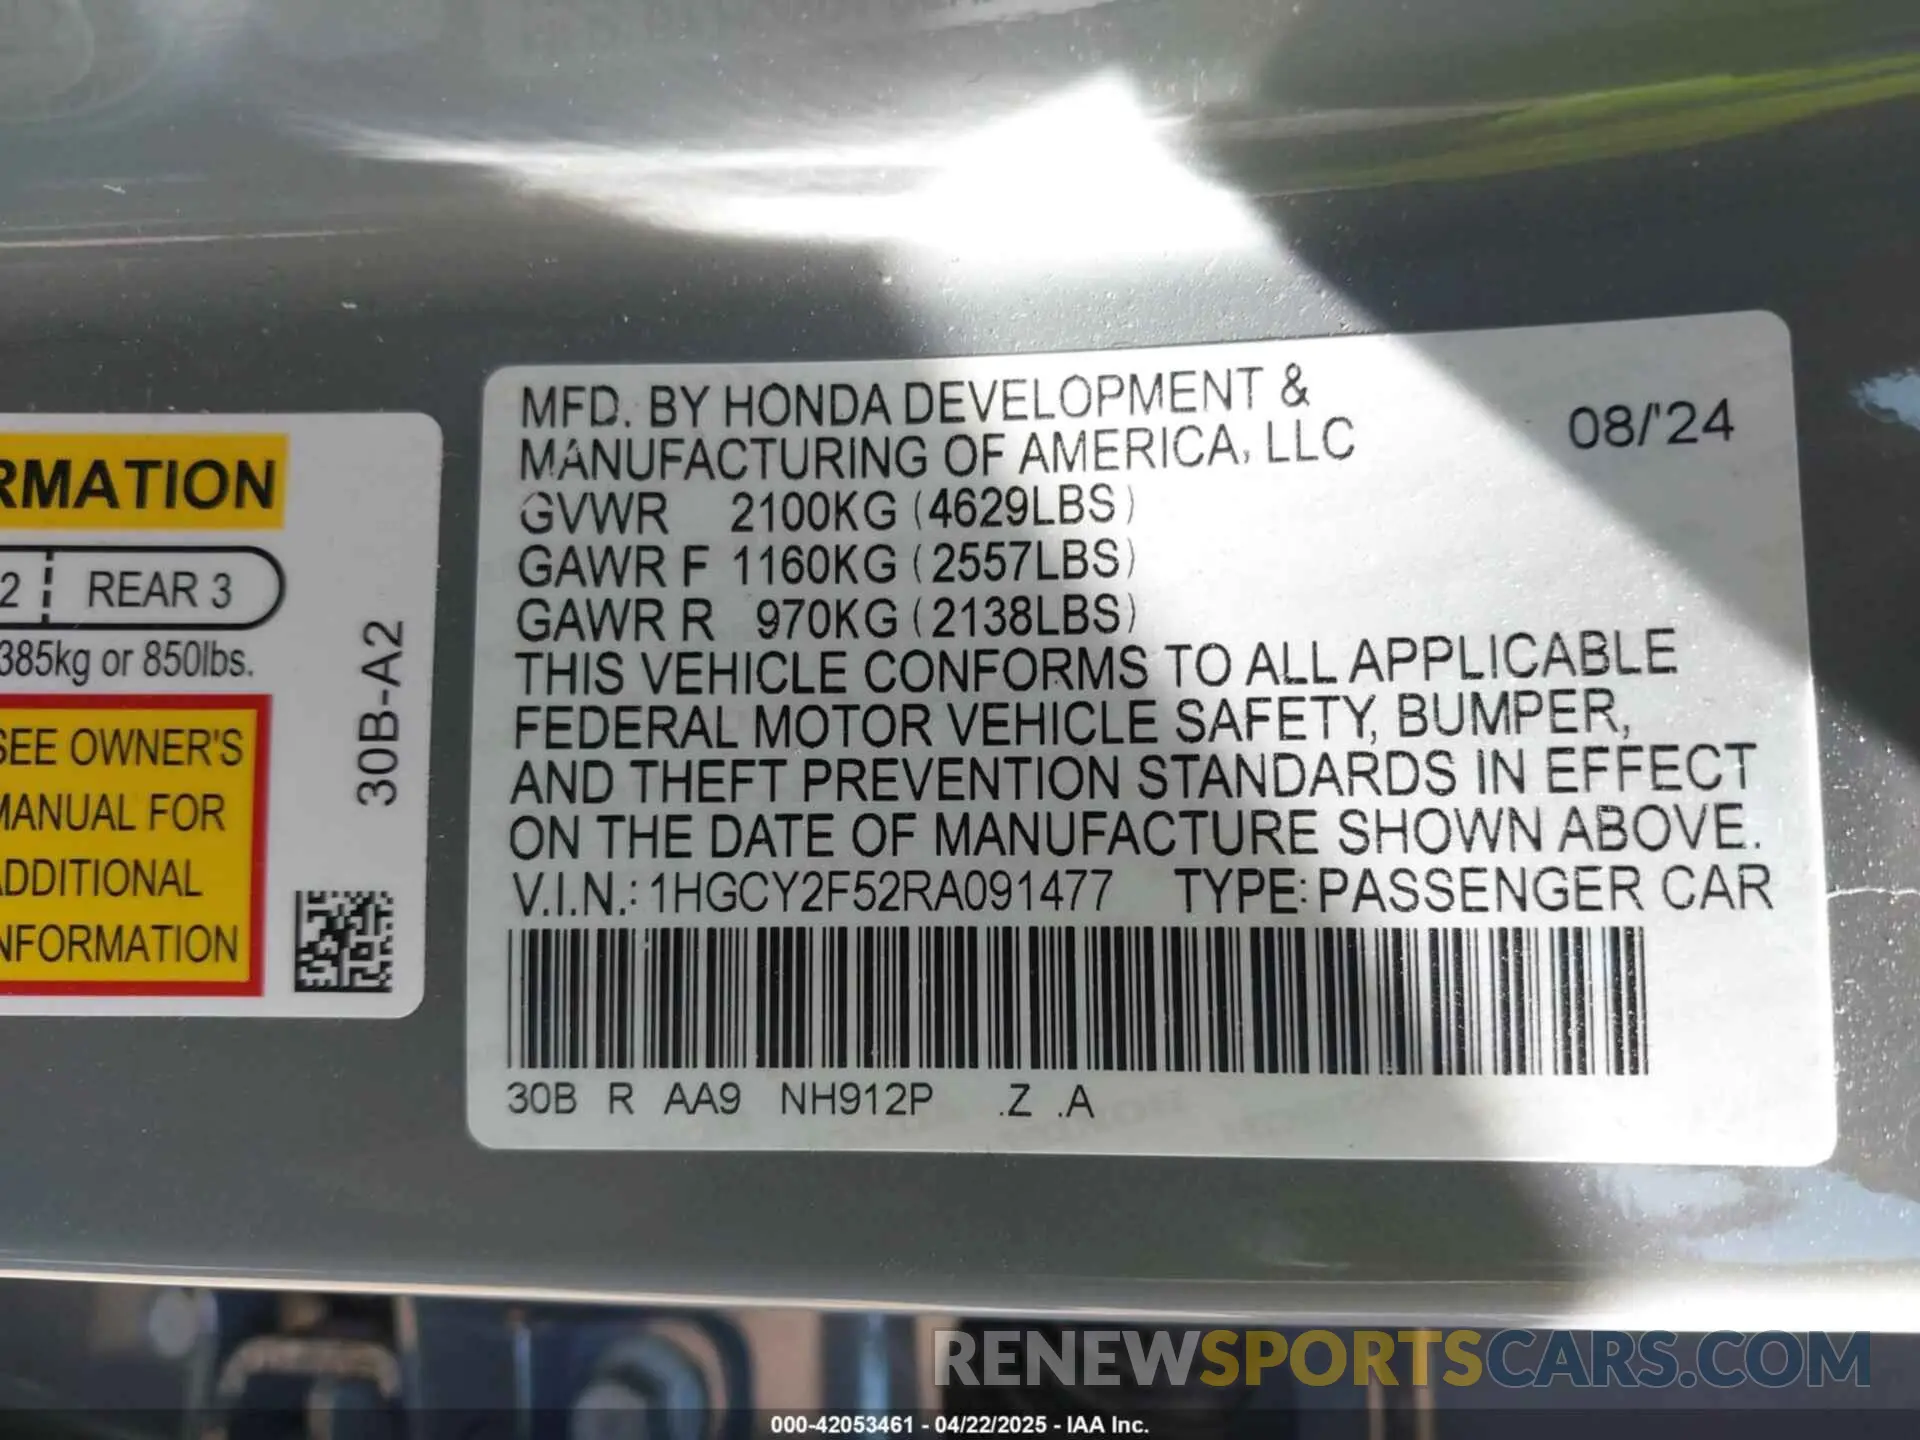 RMATION
2 REAR 3
385kg or 850lbs.
SEE OWNER'S
MANUAL FOR
ADDITIONAL
INFORMATION
30B-A2
MFD. BY HONDA DEVELOPMENT &
MANUFACTURING OF AMERICA, LLC
08/'24
GVWR 2100KG (4629LBS)
GAWR F 1160KG (2557LBS)
GAWR R 970KG (2138LBS)
THIS VEHICLE CONFORMS TO ALL APPLICABLE
FEDERAL MOTOR VEHICLE SAFETY, BUMPER,
AND THEFT PREVENTION STANDARDS IN EFFECT
ON THE DATE OF MANUFACTURE SHOWN ABOVE.
V.I.N.: 1HGCY2F52RA091477 TYPE: PASSENGER CAR
30B R AA9 NH912P .Z .A
RENEWSPORTSCARS.COM
000-42053461 - 04/22/2025 - IAA Inc.